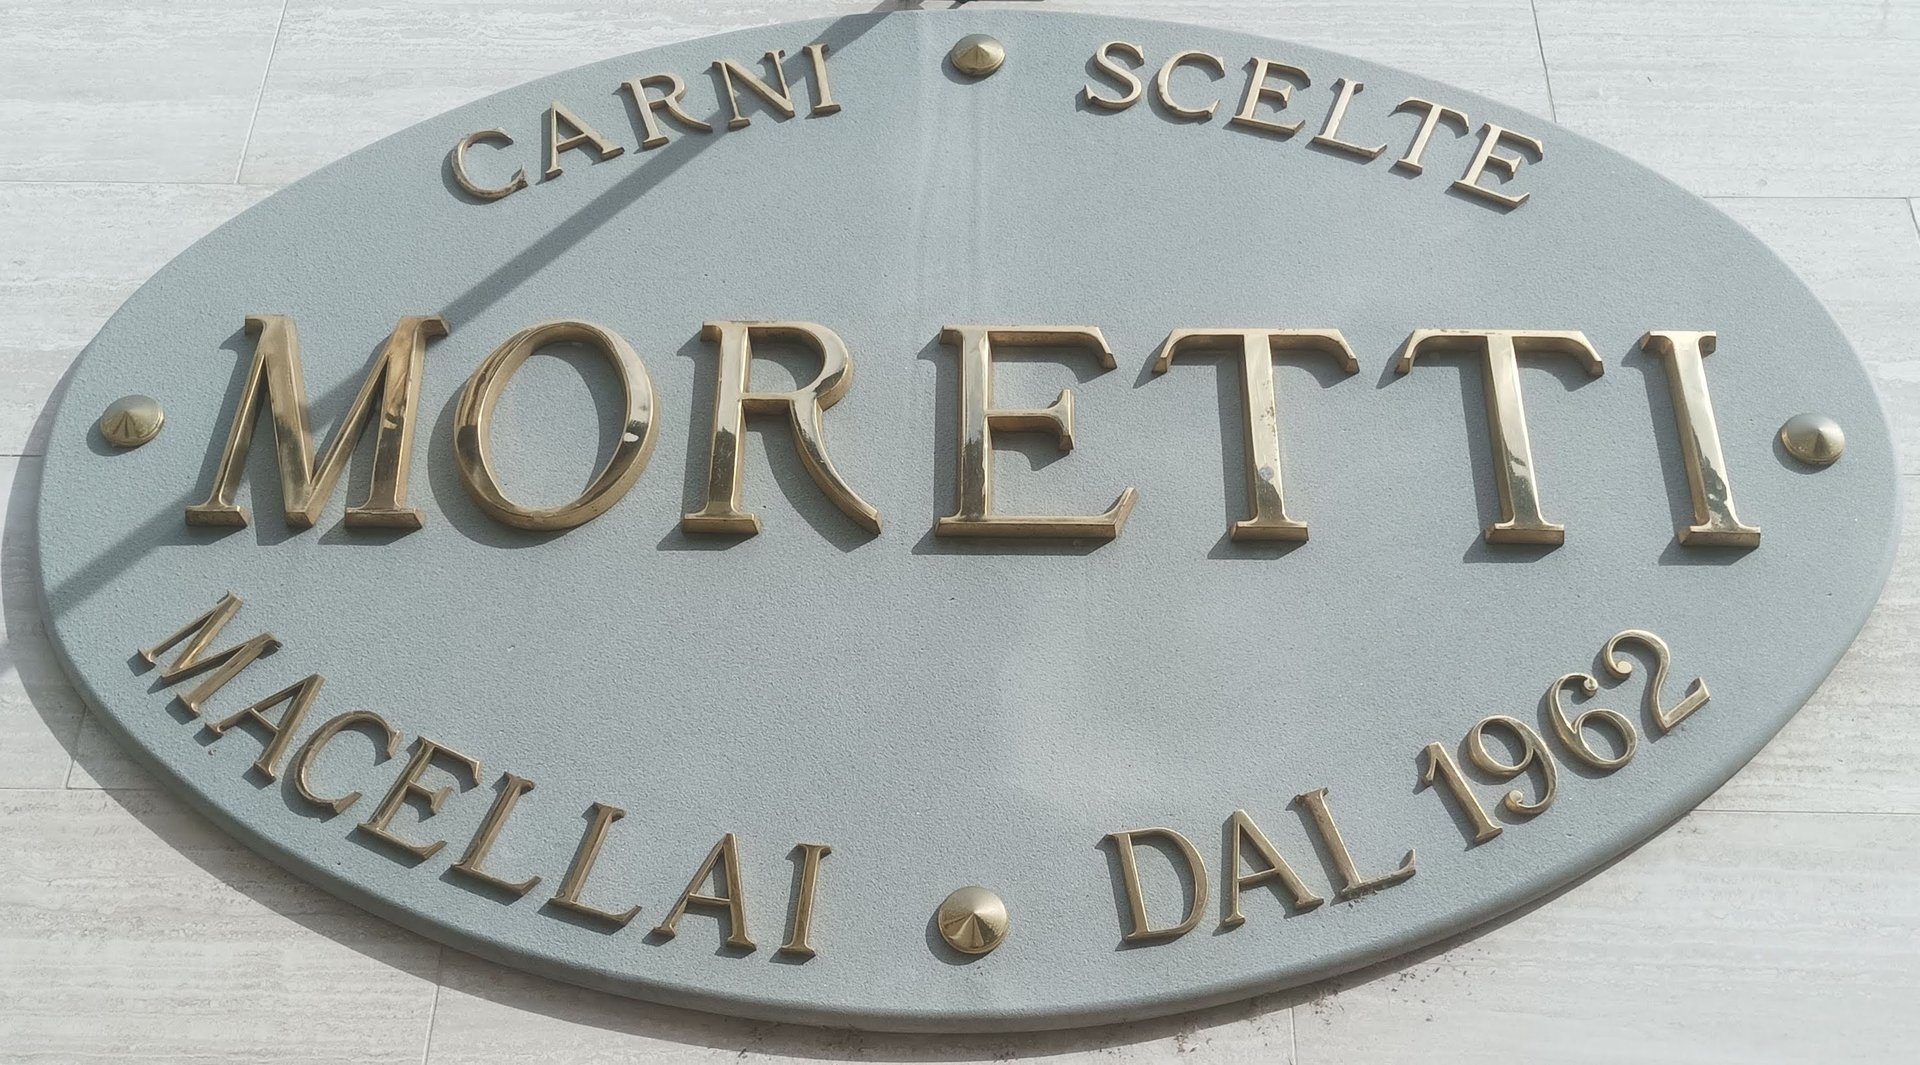 CARNI SCELTE
MORETTI
MACELLAI DAL 1962